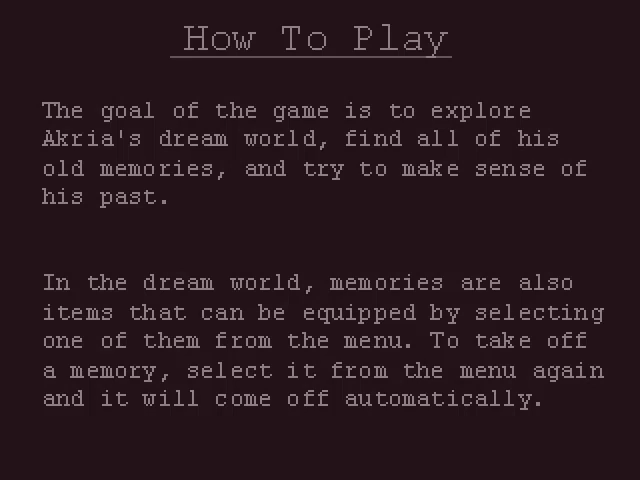 How To Play
The goal of the game is to explore
Akria's dream world, find all of his
old memories, and try to make sense of
his past.
In the dream world, memories are also
items that can be equipped by selecting
one of them from the menu. To take off
a memory, select it from the menu again
and it will come off automatically.